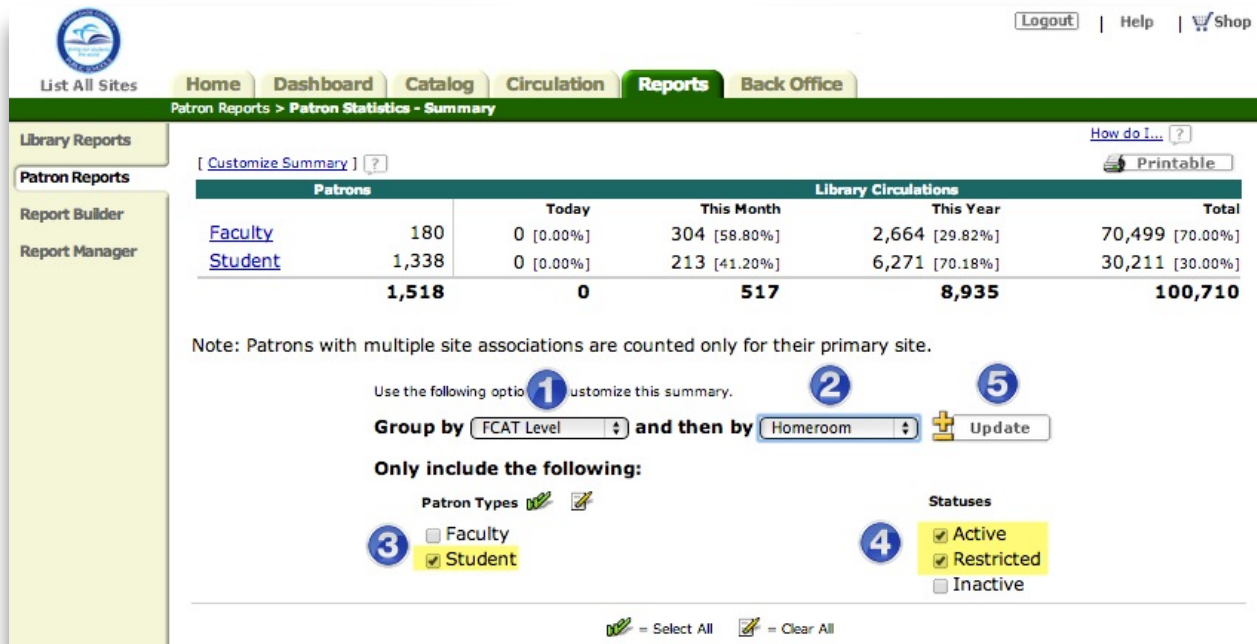 Logout | Help | Shop
List All Sites
Home Dashboard Catalog Circulation Reports Back Office
Patron Reports > Patron Statistics - Summary
Library Reports
Patron Reports
Report Builder
Report Manager
How do I... ?
[ Customize Summary ] ?
Printable
Patrons Library Circulations
Today This Month This Year Total
Faculty 180 0 [0.00%] 304 [58.80%] 2,664 [29.82%] 70,499 [70.00%]
Student 1,338 0 [0.00%] 213 [41.20%] 6,271 [70.18%] 30,211 [30.00%]
1,518 0 517 8,935 100,710
Note: Patrons with multiple site associations are counted only for their primary site.
1 2 5
Use the following optio ustomize this summary.
Group by FCAT Level and then by Homeroom Update
Only include the following:
Patron Types
Statuses
3
Faculty
Student
4
Active
Restricted
Inactive
= Select All = Clear All